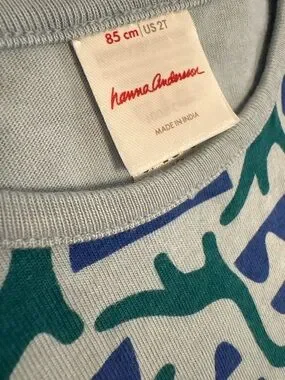 85 cm | US 2T
hanna Andersson
MADE IN INDIA